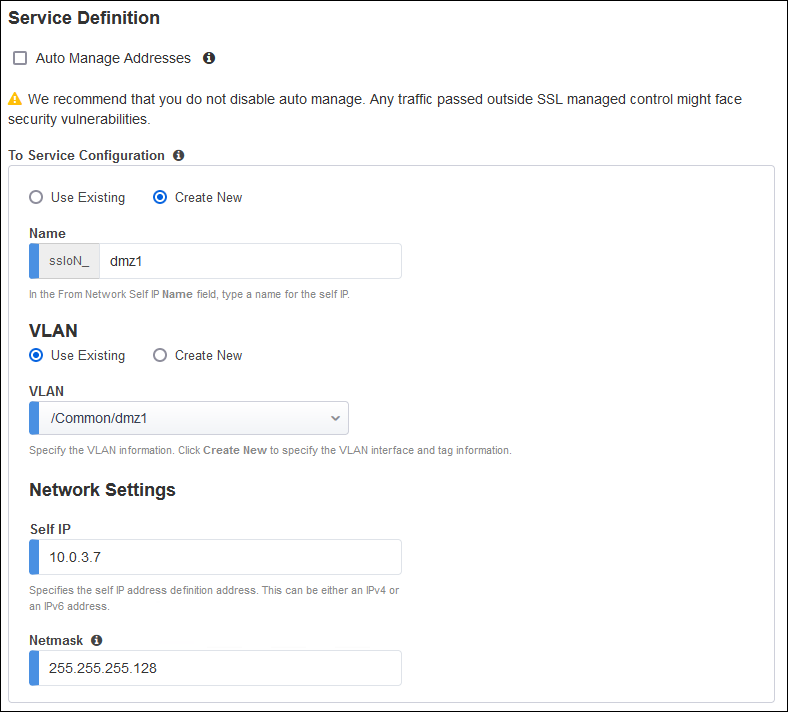 Service Definition
Auto Manage Addresses
We recommend that you do not disable auto manage. Any traffic passed outside SSL managed control might face
security vulnerabilities.
To Service Configuration
Use Existing Create New
Name
ssloN_ dmz1
In the From Network Self IP Name field, type a name for the self IP.
VLAN
Use Existing Create New
VLAN
/Common/dmz1
Specify the VLAN information. Click Create New to specify the VLAN interface and tag information.
Network Settings
Self IP
10.0.3.7
Specifies the self IP address definition address. This can be either an IPv4 or
an IPv6 address.
Netmask
255.255.255.128